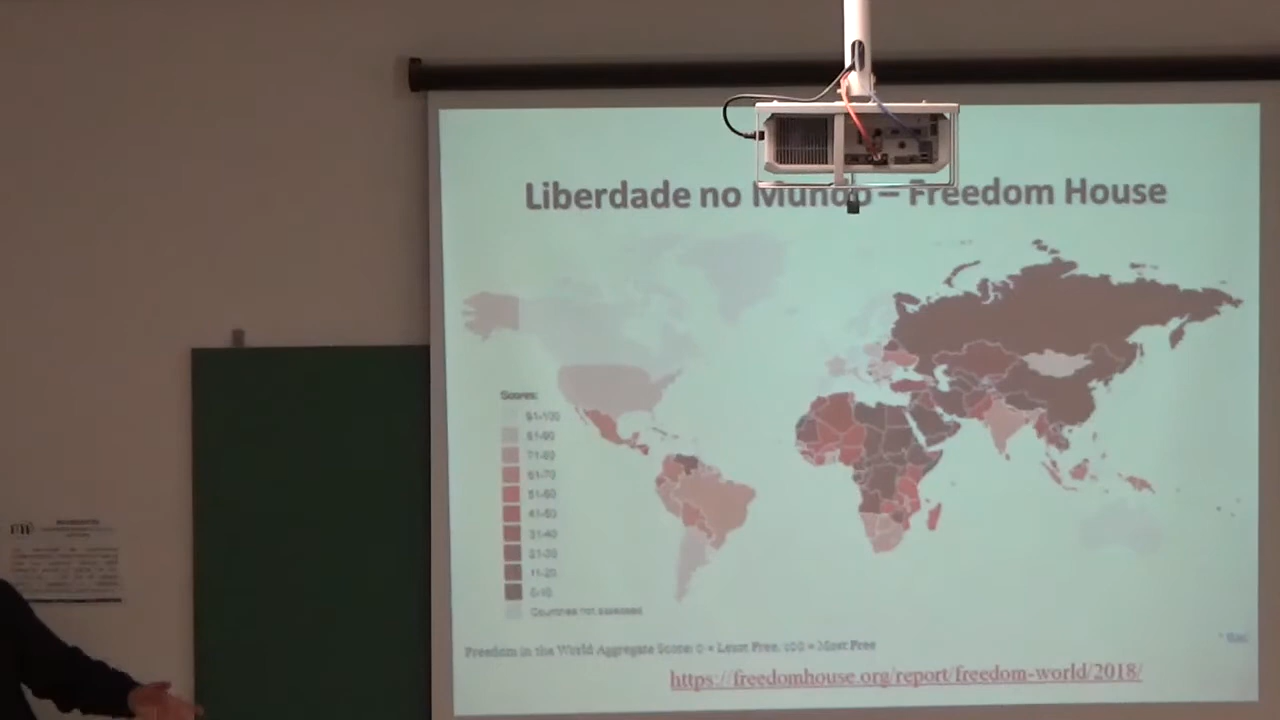 Liberdade no Mundo – Freedom House
Scores:
91-100
81-90
71-80
61-70
51-60
41-50
31-40
21-30
11-20
0-10
Countries not assessed
Freedom in the World Aggregate Score: 0 = Least Free, 100 = Most Free
https://freedomhouse.org/report/freedom-world/2018/